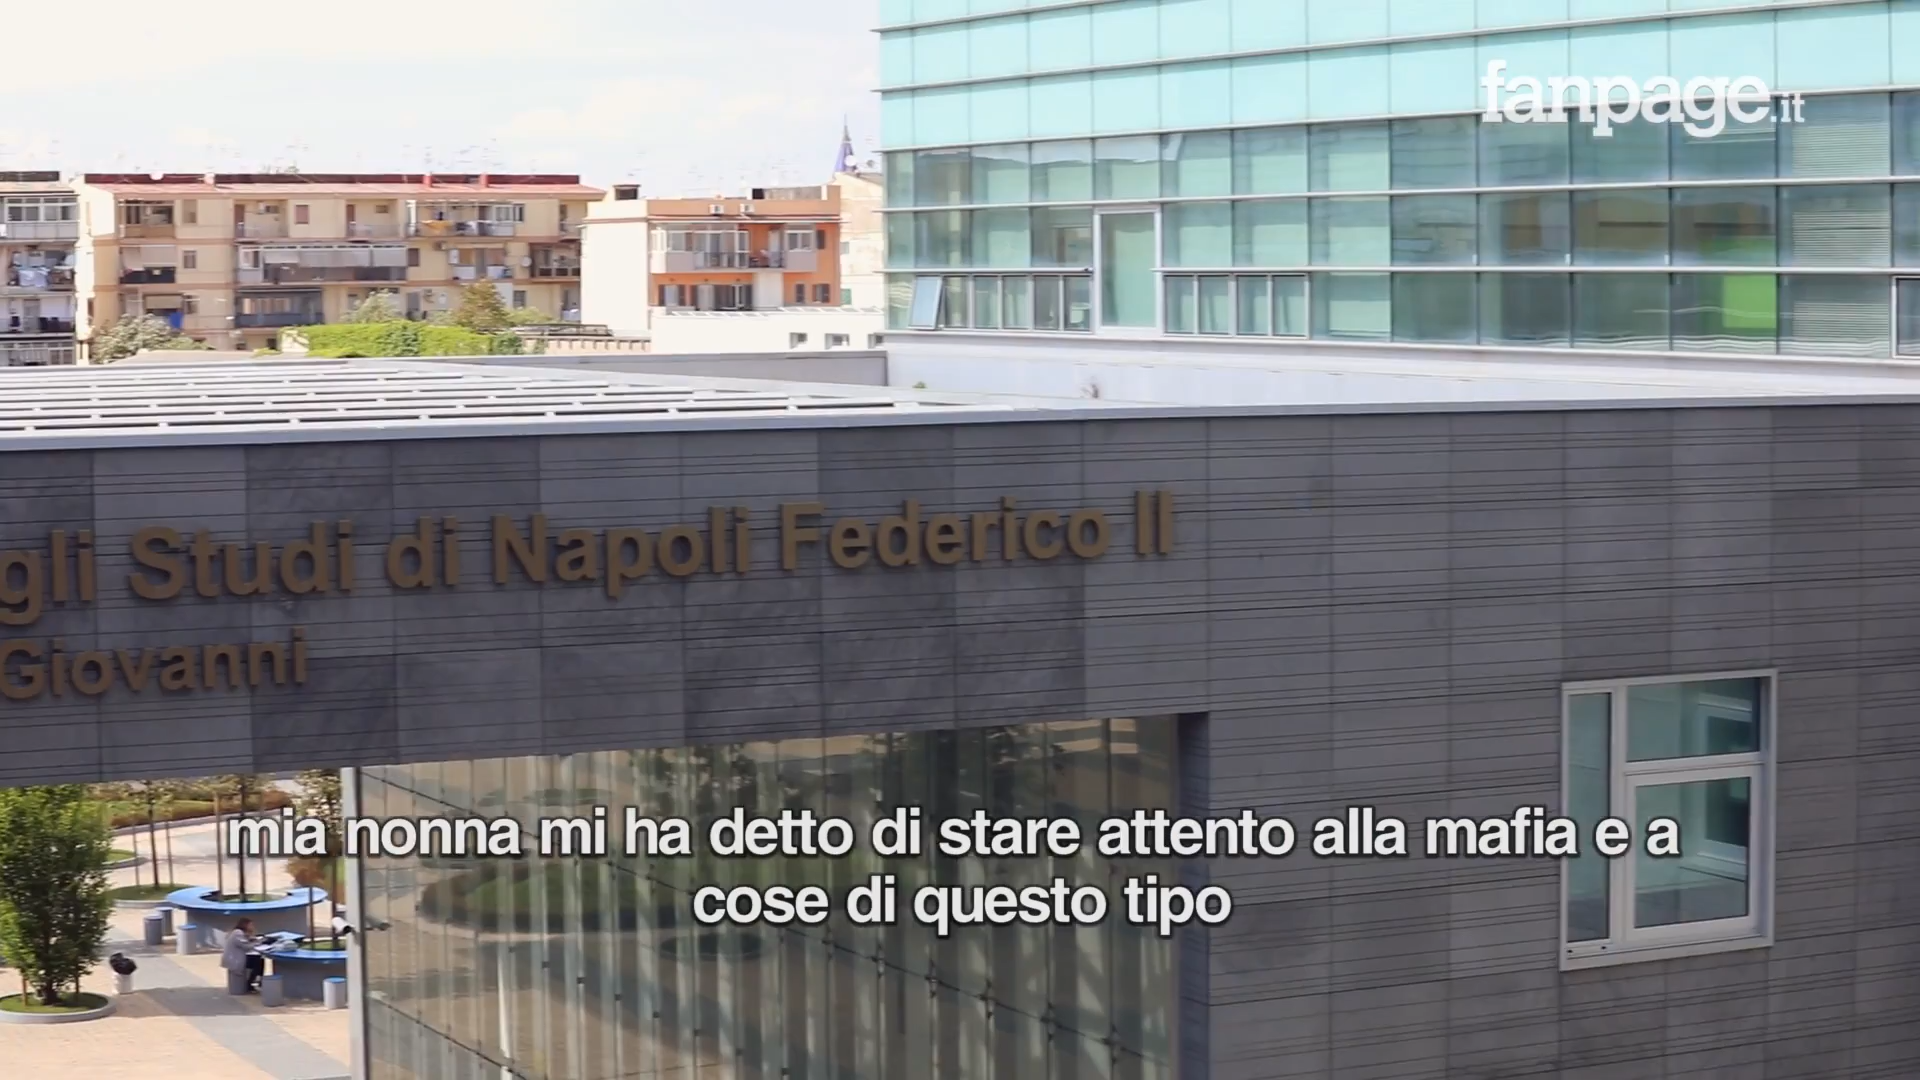 fanpage.it
gli Studi di Napoli Federico II
Giovanni
mia nonna mi ha detto di stare attento alla mafia e a
cose di questo tipo